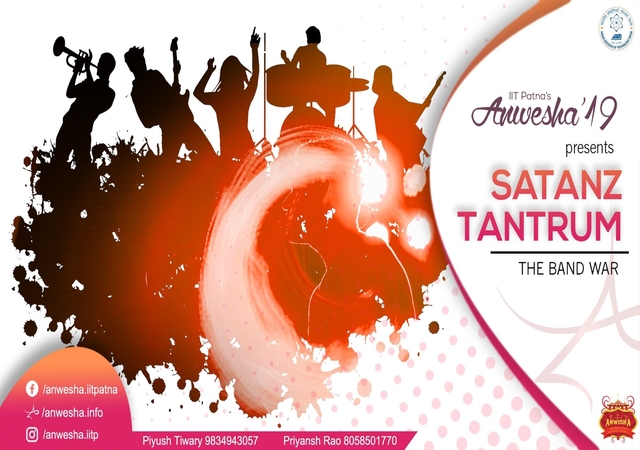 IIT Patna's
Anwesha'19
presents
SATANZ
TANTRUM
THE BAND WAR
/anwesha.iitpatna
/anwesha.info
/anwesha.iitp
Piyush Tiwary 9834943057 Priyansh Rao 8058501770
ANWESHA